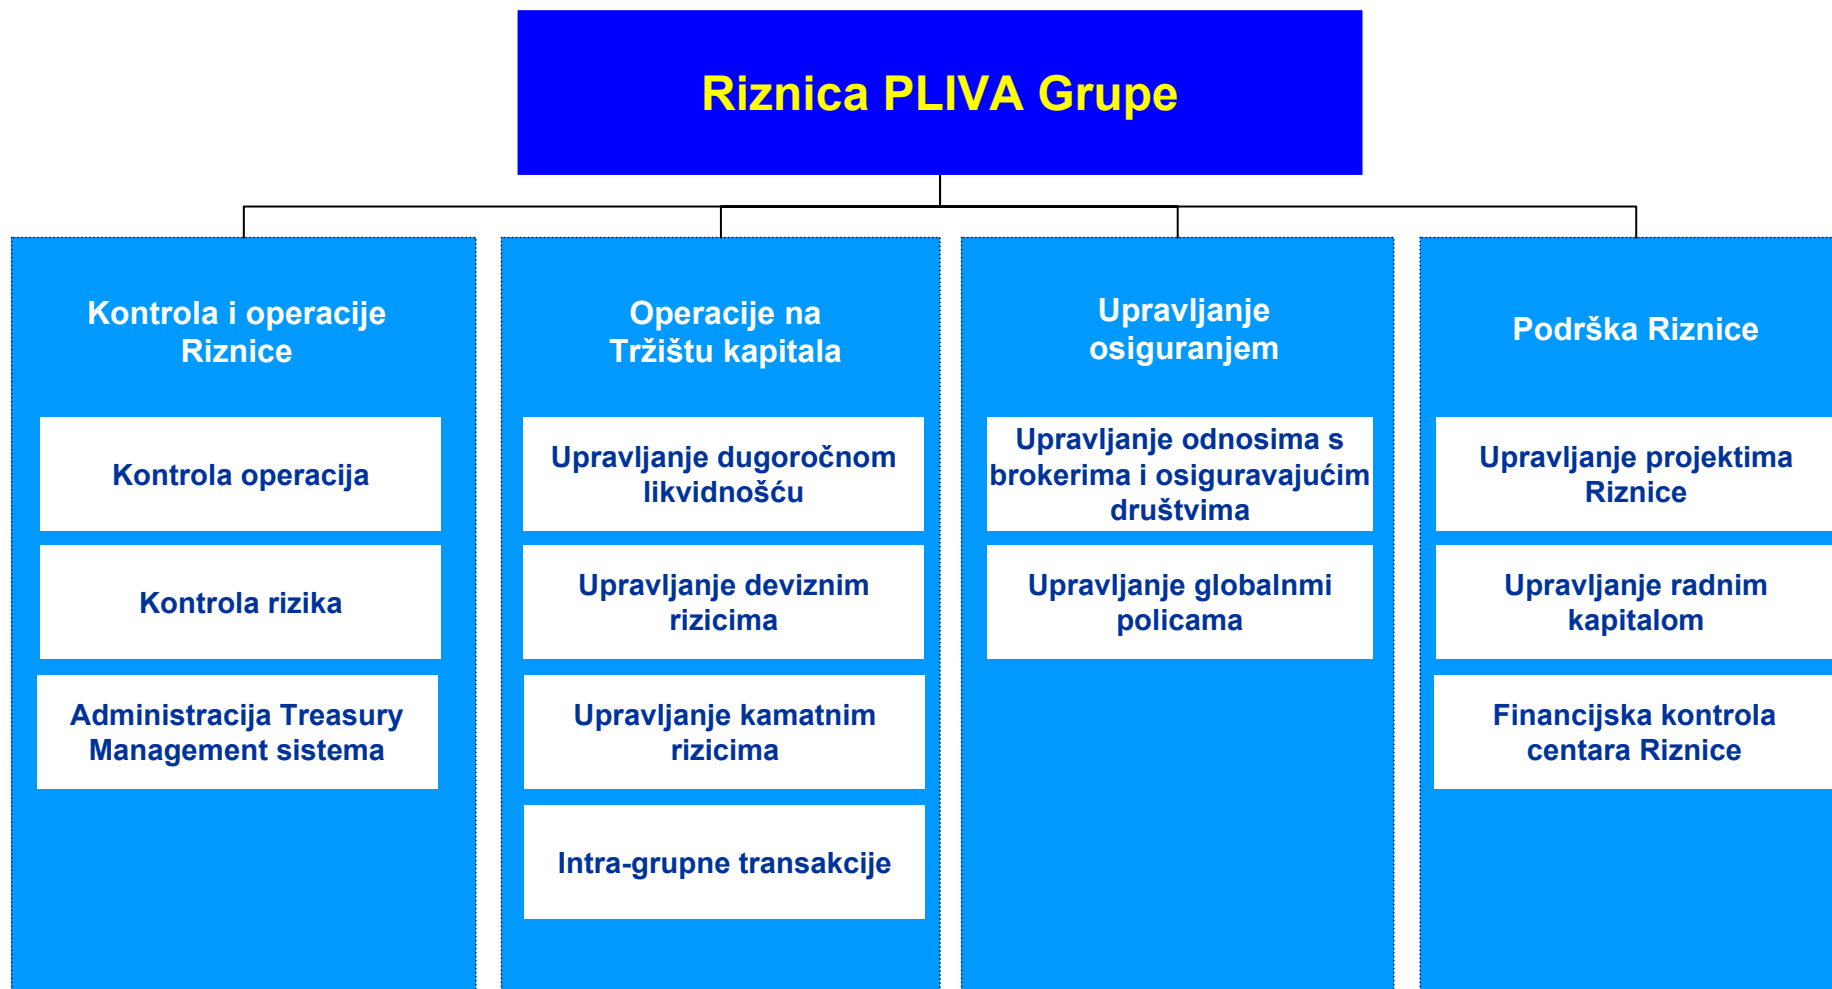 Riznica PLIVA Grupe
Kontrola i operacije
Riznice
Kontrola operacija
Kontrola rizika
Administracija Treasury
Management sistema
Operacije na
Tržištu kapitala
Upravljanje dugoročnom
likvidnošću
Upravljanje deviznim
rizicima
Upravljanje kamatnim
rizicima
Intra-grupne transakcije
Upravljanje
osiguranjem
Upravljanje odnosima s
brokerima i osiguravajućim
društvima
Upravljanje globalnmi
policama
Podrška Riznice
Upravljanje projektima
Riznice
Upravljanje radnim
kapitalom
Financijska kontrola
centara Riznice